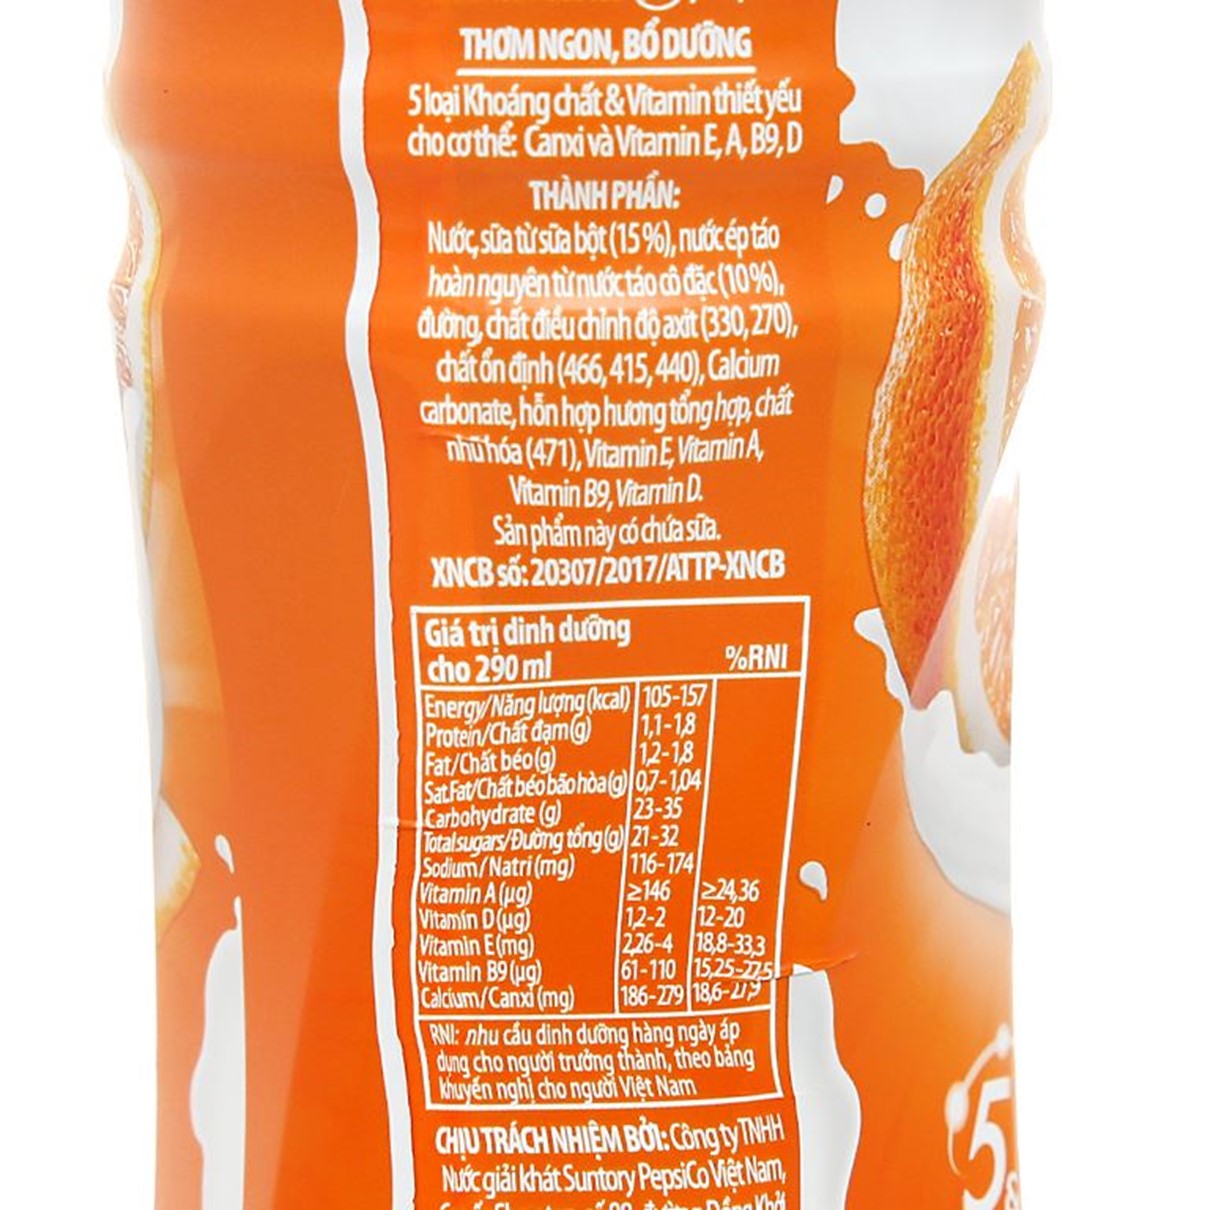 THƠM NGON, BỔ DƯỠNG
5 loại Khoáng chất & Vitamin thiết yếu
cho cơ thể: Canxi và Vitamin E, A, B9, D
THÀNH PHẦN:
Nước, sữa từ sữa bột (15%), nước ép táo
hoàn nguyên từ nước táo cô đặc (10%),
đường, chất điều chỉnh độ axit (330, 270),
chất ổn định (466, 415, 440), Calcium
carbonate, hỗn hợp hương tổng hợp, chất
nhũ hóa (471), Vitamin E, Vitamin A,
Vitamin B9, Vitamin D.
Sản phẩm này có chứa sữa.
XNCB số: 20307/2017/ATTP-XNCB
Giá trị dinh dưỡng
cho 290 ml %RNI
Energy/Năng lượng (kcal) 105-157
Protein/Chất đạm (g) 1,1-1,8
Fat/Chất béo (g) 1,2-1,8
Sat.Fat/Chất béo bão hòa (g) 0,7-1,04
Carbohydrate (g) 23-35
Total sugars/Đường tổng (g) 21-32
Sodium/Natri (mg) 116-174
Vitamin A (µg) ≥146 ≥24,36
Vitamin D (µg) 1,2-2 12-20
Vitamin E (mg) 2,26-4 18,8-33,3
Vitamin B9 (µg) 61-110 15,25-27,5
Calcium/Canxi (mg) 186-279 18,6-27,9
RNI: nhu cầu dinh dưỡng hàng ngày áp
dụng cho người trưởng thành, theo bảng
khuyến nghị cho người Việt Nam
CHỊU TRÁCH NHIỆM BỞI: Công ty TNHH
Nước giải khát Suntory PepsiCo Việt Nam,
5